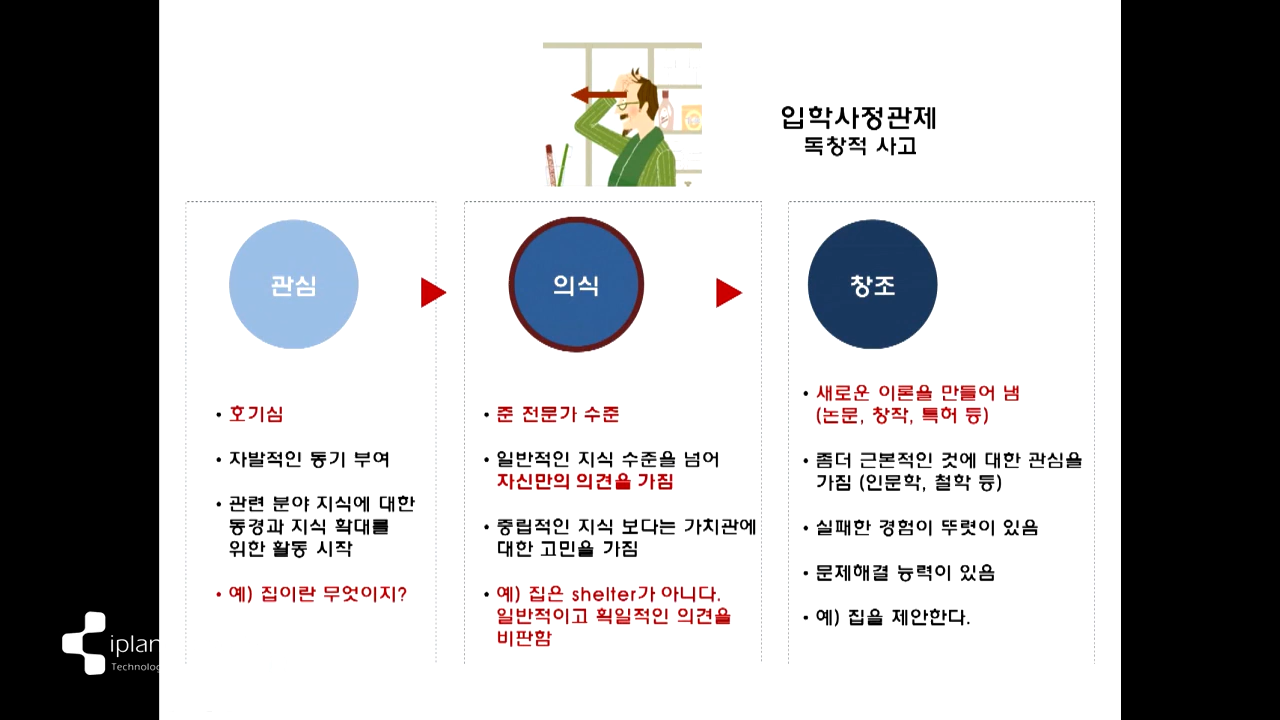 입학사정관제
독창적 사고
관심
의식
창조
• 호기심
• 자발적인 동기 부여
• 관련 분야 지식에 대한
동경과 지식 확대를
위한 활동 시작
• 예) 집이란 무엇이지?
• 준 전문가 수준
• 일반적인 지식 수준을 넘어
자신만의 의견을 가짐
• 중립적인 지식 보다는 가치관에
대한 고민을 가짐
• 예) 집은 shelter가 아니다.
일반적이고 획일적인 의견을
비판함
• 새로운 이론을 만들어 냄
(논문, 창작, 특허 등)
• 좀더 근본적인 것에 대한 관심을
가짐 (인문학, 철학 등)
• 실패한 경험이 뚜렷이 있음
• 문제해결 능력이 있음
• 예) 집을 제안한다.
iplan
Technolog